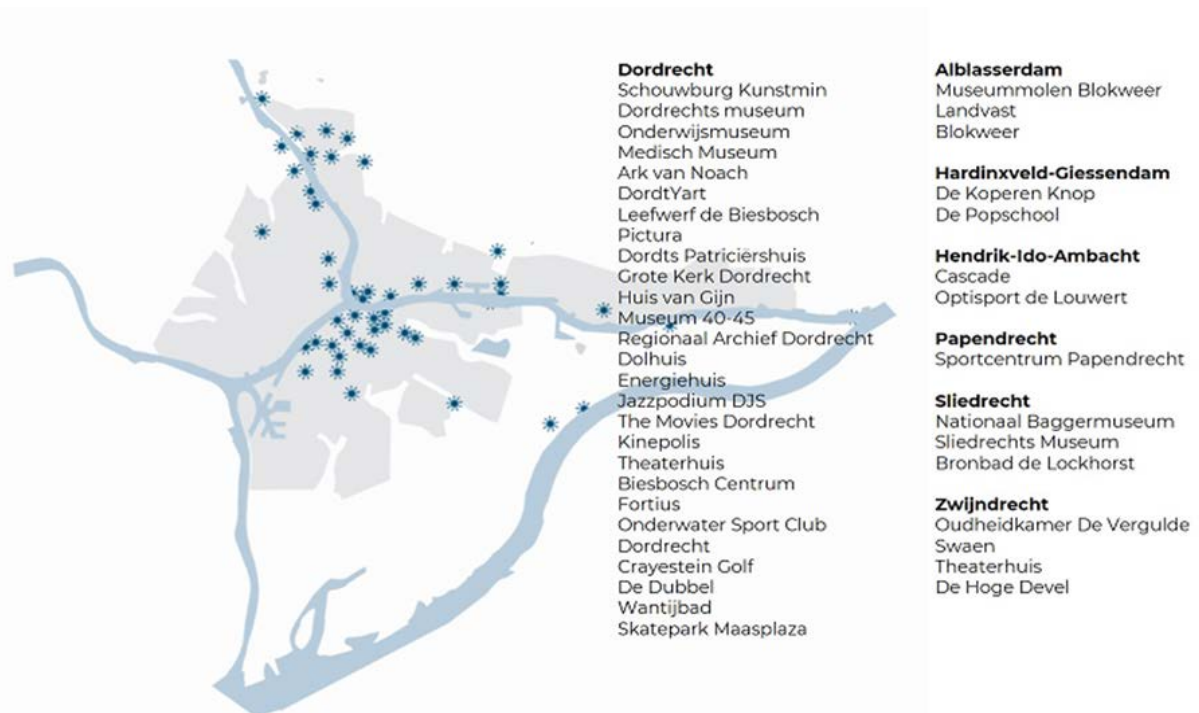 Dordrecht
Schouwburg Kunstmin
Dordrechts museum
Onderwijsmuseum
Medisch Museum
Ark van Noach
DordtYart
Leefwerf de Biesbosch
Pictura
Dordts Patriciërshuis
Grote Kerk Dordrecht
Huis van Gijn
Museum 40-45
Regionaal Archief Dordrecht
Dolhuis
Energiehuis
Jazzpodium DJS
The Movies Dordrecht
Kinepolis
Theaterhuis
Biesbosch Centrum
Fortius
Onderwater Sport Club
Dordrecht
Crayestein Golf
De Dubbel
Wantijbad
Skatepark Maasplaza
Alblasserdam
Museummolen Blokweer
Landvast
Blokweer
Hardinxveld-Giessendam
De Koperen Knop
De Popschool
Hendrik-Ido-Ambacht
Cascade
Optisport de Louwert
Papendrecht
Sportcentrum Papendrecht
Sliedrecht
Nationaal Baggermuseum
Sliedrechts Museum
Bronbad de Lockhorst
Zwijndrecht
Oudheidkamer De Vergulde
Swaen
Theaterhuis
De Hoge Devel